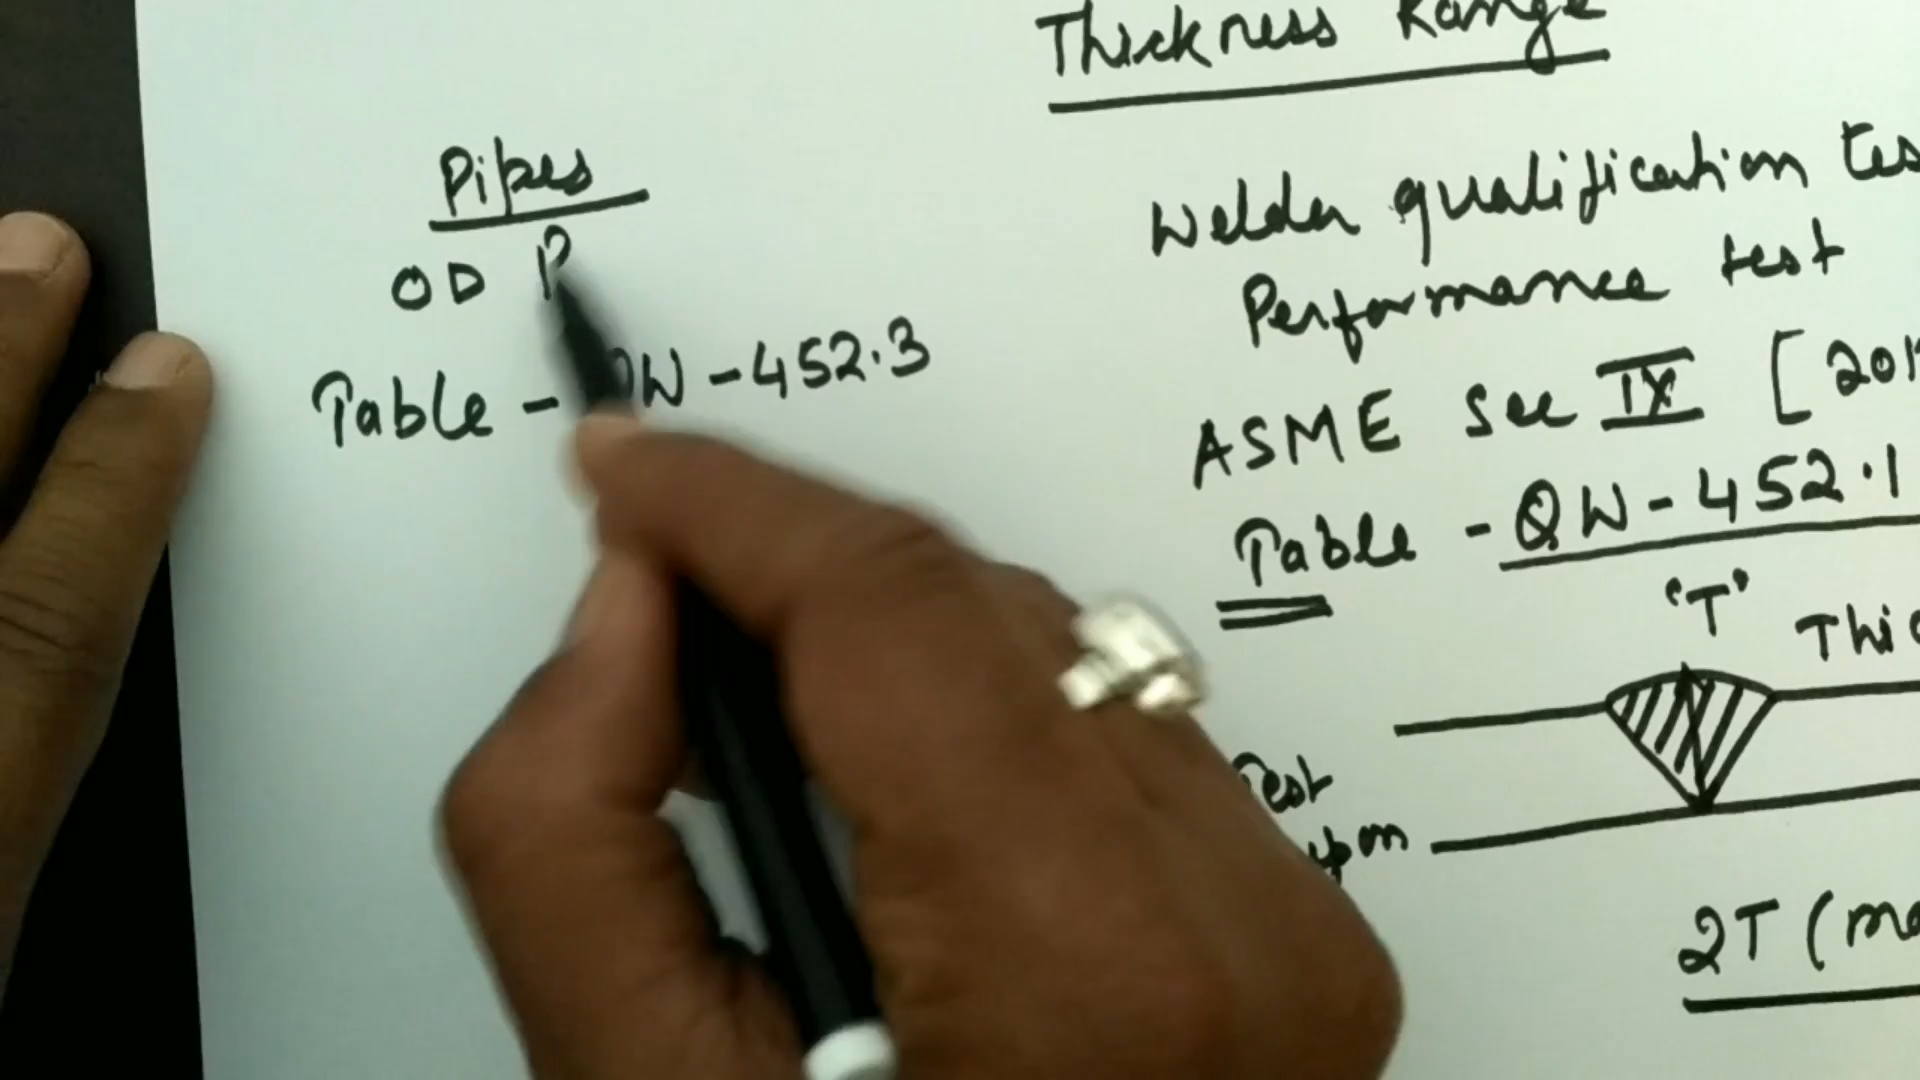 Pipes
OD R
Table - QW - 452.3
Thickness Range
Welder qualification tes
Performance test
ASME Sec IX [201
Table - QW - 452.1
'T'
Thic
Test
2T (ma